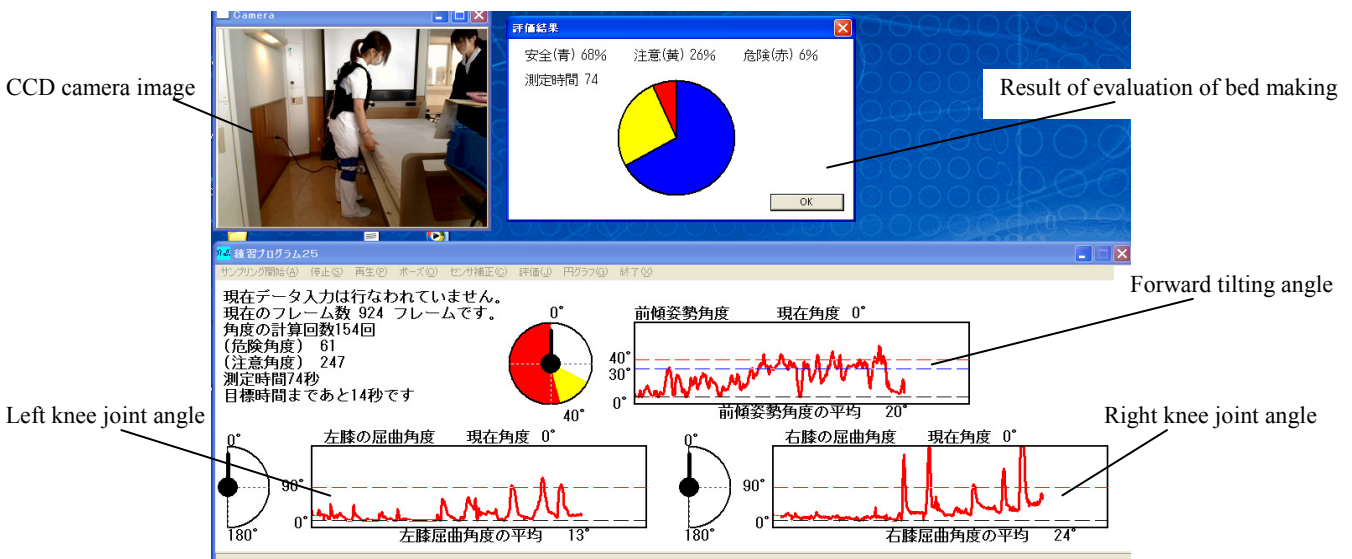 Camera
評価結果
安全(青) 68% 注意(黄) 26% 危険(赤) 6%
測定時間 74
OK
CCD camera image
Result of evaluation of bed making
練習プログラム25
サンプリング開始(A) 停止(S) 再生(P) ポーズ(O) センサ補正(C) 評価(J) 円グラフ(G) 終了(X)
現在データ入力は行なわれていません。
現在のフレーム数 924 フレームです。
角度の計算回数154回
(危険角度) 61
(注意角度) 247
測定時間74秒
目標時間まであと14秒です
0°
40°
前傾姿勢角度 現在角度 0°
40°
30°
0°
前傾姿勢角度の平均 20°
Forward tilting angle
Left knee joint angle
Right knee joint angle
0°
180°
左膝の屈曲角度 現在角度 0°
90°
0°
左膝屈曲角度の平均 13°
0°
180°
右膝の屈曲角度 現在角度 0°
90°
0°
右膝屈曲角度の平均 24°